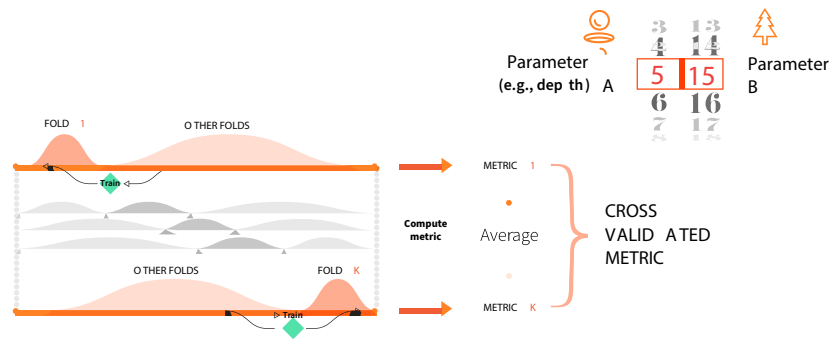 3 13
4 14
Parameter
(e.g., dep th) A
5 15
Parameter
B
6 16
7 17
FOLD 1
O THER FOLDS
Train
METRIC 1
Compute
metric
Average
CROSS
VALID A TED
METRIC
O THER FOLDS
FOLD K
Train
METRIC K